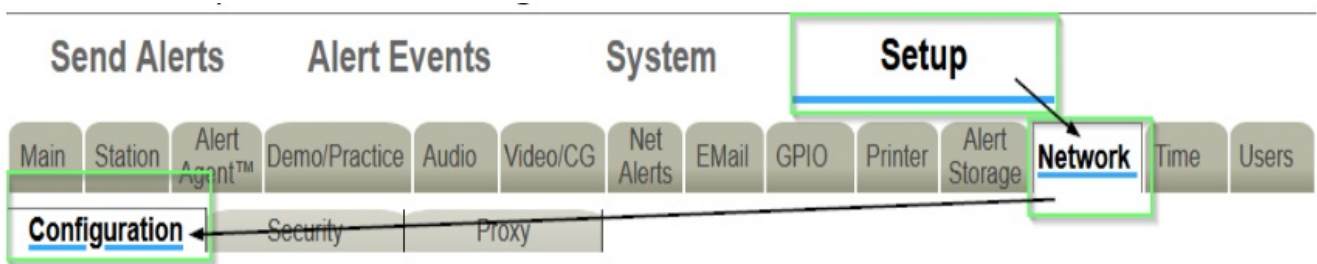 Send Alerts Alert Events System Setup
Main Station Alert Agent™ Demo/Practice Audio Video/CG Net Alerts EMail GPIO Printer Alert Storage Network Time Users
Configuration Security Proxy